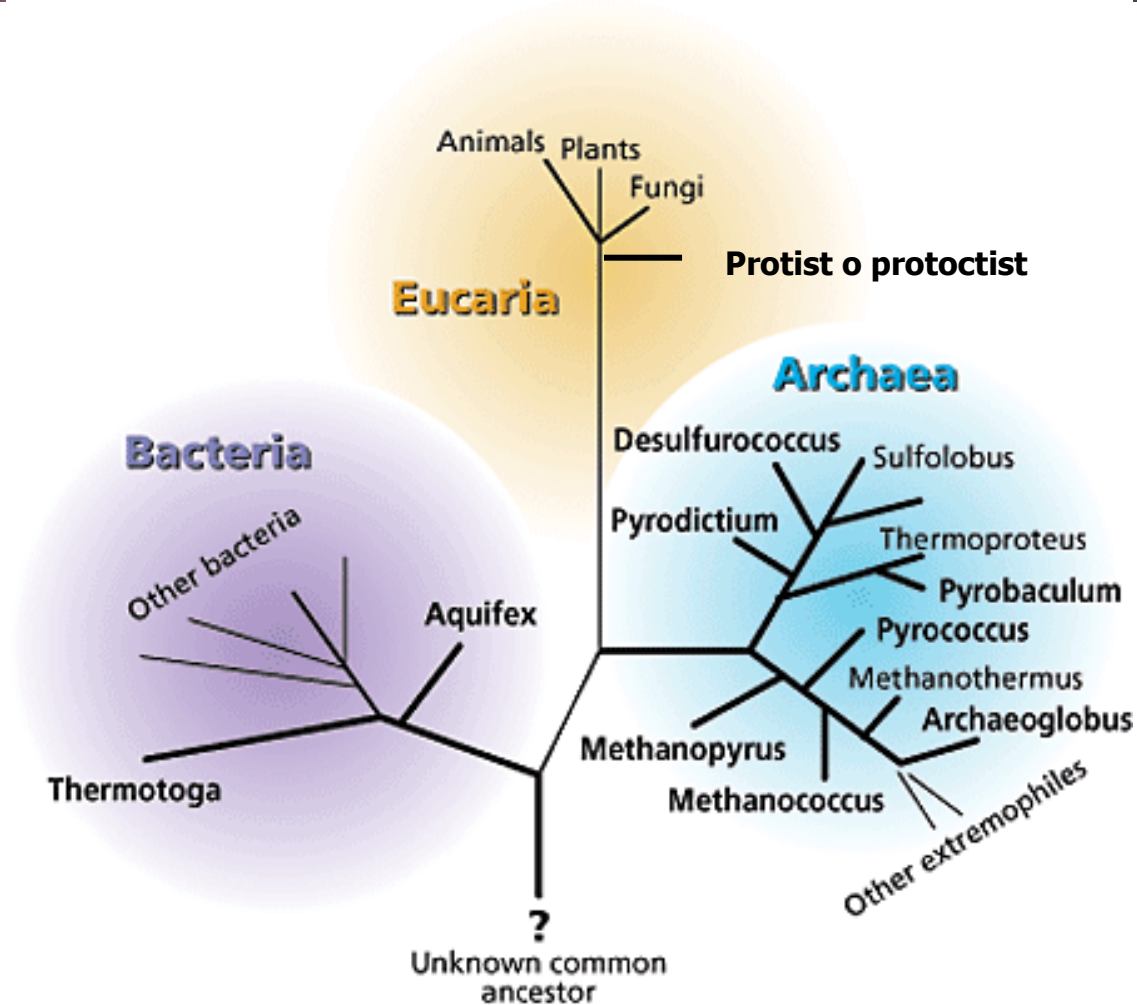 Animals
Plants
Fungi
Protist o protoctist
Eucaria
Archaea
Desulfurococcus
Sulfolobus
Bacteria
Pyrodictium
Other bacteria
Thermoproteus
Pyrobaculum
Aquifex
Pyrococcus
Methanothermus
Archaeoglobus
Methanopyrus
Thermotoga
Methanococcus
Other extremophiles
?
Unknown common
ancestor